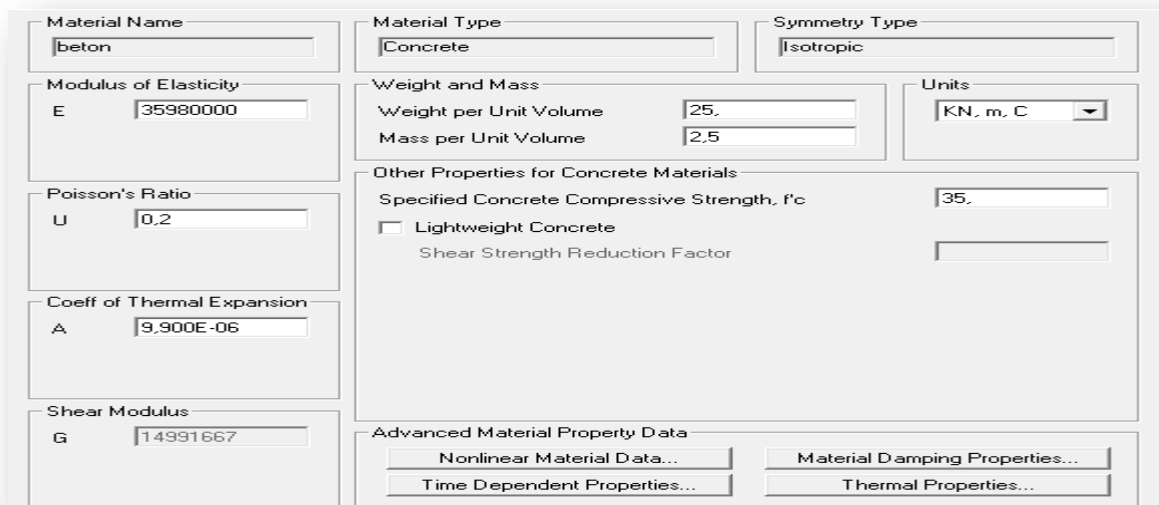 Material Name
beton
Material Type
Concrete
Symmetry Type
Isotropic
Modulus of Elasticity
E 35980000
Weight and Mass
Weight per Unit Volume 25,
Mass per Unit Volume 2,5
Units
KN, m, C
Poisson's Ratio
U 0,2
Other Properties for Concrete Materials
Specified Concrete Compressive Strength, f'c 35,
Lightweight Concrete
Shear Strength Reduction Factor
Coeff of Thermal Expansion
A 9,900E-06
Shear Modulus
G 14991667
Advanced Material Property Data
Nonlinear Material Data...
Material Damping Properties...
Time Dependent Properties...
Thermal Properties...